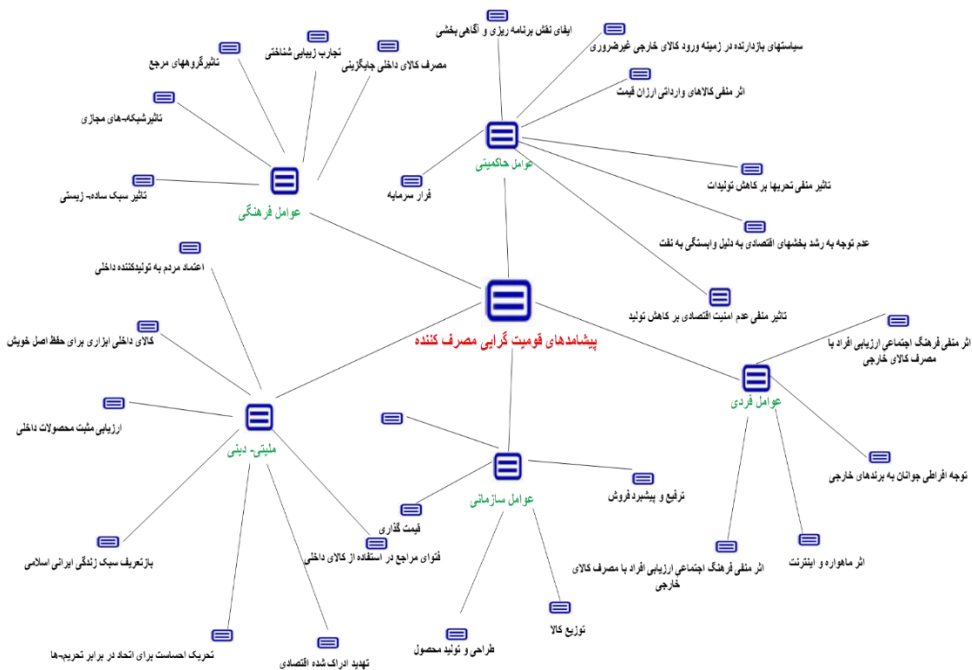 ایفای نقش برنامه ریزی و آگاهی بخشی
سیاستهای بازدارنده در زمینه ورود کالای خارجی غیرضروری
تجارب زیبایی شناختی
تاثیرگروههای مرجع
مصرف کالای داخلی جایگزینی
اثر منفی کالاهای وارداتی ارزان قیمت
تاثیرشبکه-های مجازی
عوامل حاکمیتی
تاثیر منفی تحریها بر کاهش تولیدات
تاثیر سبک ساده- زیستی
فرار سرمایه
عوامل فرهنگی
عدم توجه به رشد بخشهای اقتصادی به دلیل وابستگی به نفت
اعتماد مردم به تولیدکننده داخلی
تاثیر منفی عدم امنیت اقتصادی بر کاهش تولید
پیشامدهای قومیت گرایی مصرف کننده
کالای داخلی ابزاری برای حفظ اصل خویش
اثر منفی فرهنگ اجتماعی ارزیابی افراد با
مصرف کالای خارجی
عوامل فردی
ارزیابی مثبت محصولات داخلی
ملیتی- دینی
توجه افراطی جوانان به برندهای خارجی
عوامل سازمانی
ترفیع و پیشبرد فروش
قیمت گذاری
فتوای مراجع در استفاده از کالای داخلی
بازتعریف سبک زندگی ایرانی اسلامی
اثر ماهواره و اینترنت
اثر منفی فرهنگ اجتماعی ارزیابی افراد با مصرف کالای
خارجی
توزیع کالا
طراحی و تولید محصول
تحریک احساست برای اتحاد در برابر تحریم-ها
تهدید ادراک شده اقتصادی